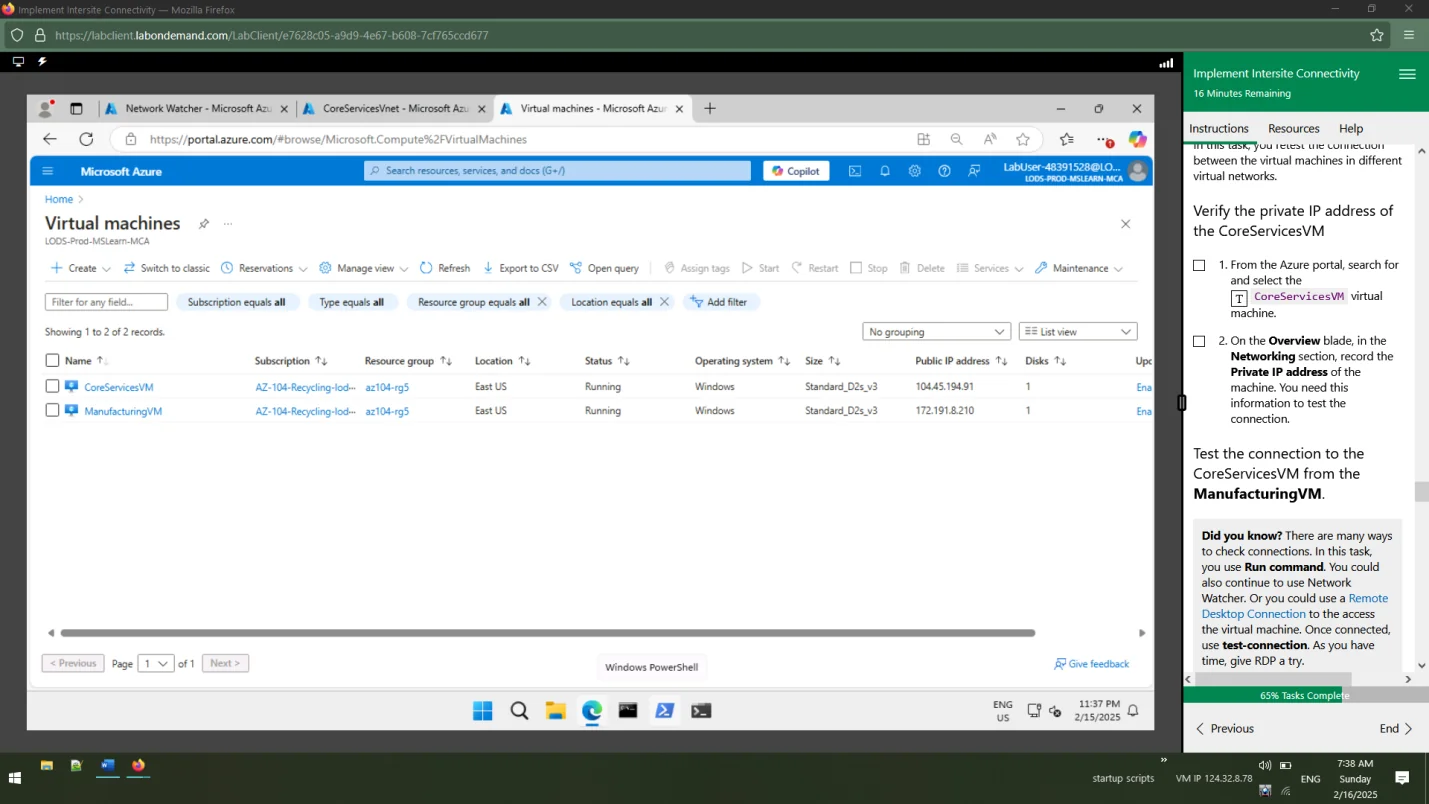 Implement Intersite Connectivity — Mozilla Firefox
https://labclient.labondemand.com/LabClient/e7628c05-a9d9-4e67-b608-7cf765ccd677
Network Watcher - Microsoft Azu
CoreServicesVnet - Microsoft Azu
Virtual machines - Microsoft Azu
https://portal.azure.com/#browse/Microsoft.Compute%2FVirtualMachines
Microsoft Azure
Search resources, services, and docs (G+/)
Copilot
LabUser-48391528@LO...
LODS-PROD-MSLEARN-MCA
Home >
Virtual machines
...
LODS-Prod-MSLearn-MCA
Create
Switch to classic
Reservations
Manage view
Refresh
Export to CSV
Open query
Assign tags
Start
Restart
Stop
Delete
Services
Maintenance
Filter for any field...
Subscription equals all
Type equals all
Resource group equals all
Location equals all
Add filter
Showing 1 to 2 of 2 records.
No grouping
List view
Name Subscription Resource group Location Status Operating system Size Public IP address Disks Upc
CoreServicesVM AZ-104-Recycling-lod-... az104-rg5 East US Running Windows Standard_D2s_v3 104.45.194.91 1 Ena
ManufacturingVM AZ-104-Recycling-lod-... az104-rg5 East US Running Windows Standard_D2s_v3 172.191.8.210 1 Ena
< Previous
Page 1 of 1
Next >
Windows PowerShell
Give feedback
ENG
US
11:37 PM
2/15/2025
Implement Intersite Connectivity
16 Minutes Remaining
Instructions
Resources
Help
In this task, you retest the connection
between the virtual machines in different
virtual networks.
Verify the private IP address of
the CoreServicesVM
1. From the Azure portal, search for
and select the
T CoreServicesVM virtual
machine.
2. On the Overview blade, in the
Networking section, record the
Private IP address of the
machine. You need this
information to test the
connection.
Test the connection to the
CoreServicesVM from the
ManufacturingVM.
Did you know? There are many ways
to check connections. In this task,
you use Run command. You could
also continue to use Network
Watcher. Or you could use a Remote
Desktop Connection to the access
the virtual machine. Once connected,
use test-connection. As you have
time, give RDP a try.
65% Tasks Complete
Previous
End
startup scripts
»
VM IP 124.32.8.78
ENG
7:38 AM
Sunday
2/16/2025